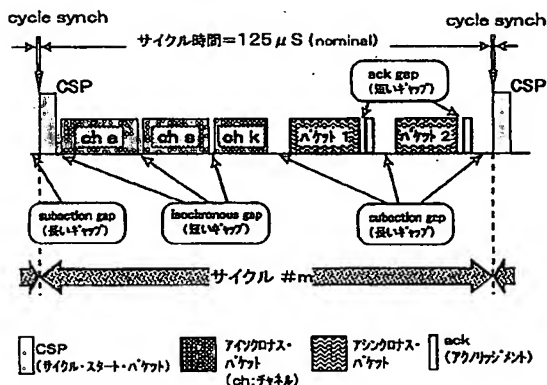 cycle synch
cycle synch
サイクル時間=125μS (nominal)
CSP
ack gap
(短いギャップ)
CSP
ch e
ch s
ch k
パケット 1
パケット 2
subaction gap
(長いギャップ)
isochronous gap
(短いギャップ)
subaction gap
(長いギャップ)
サイクル #m
CSP
(サイクル・スタート・パケット)
アイソクロナス・
パケット
(ch:チャネル)
アシンクロナス・
パケット
ack
(アクノリッジメント)